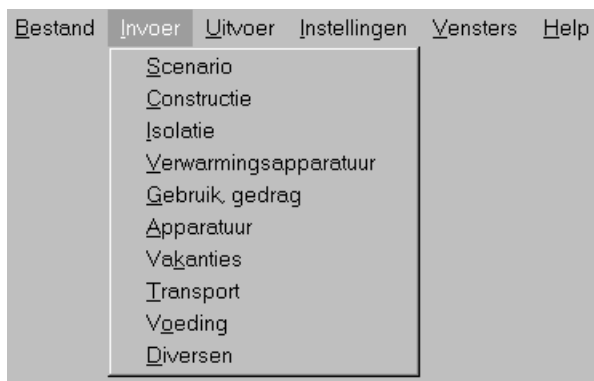 Bestand Invoer Uitvoer Instellingen Vensters Help
Scenario
Constructie
Isolatie
Verwarmingsapparatuur
Gebruik, gedrag
Apparatuur
Vakanties
Transport
Voeding
Diversen